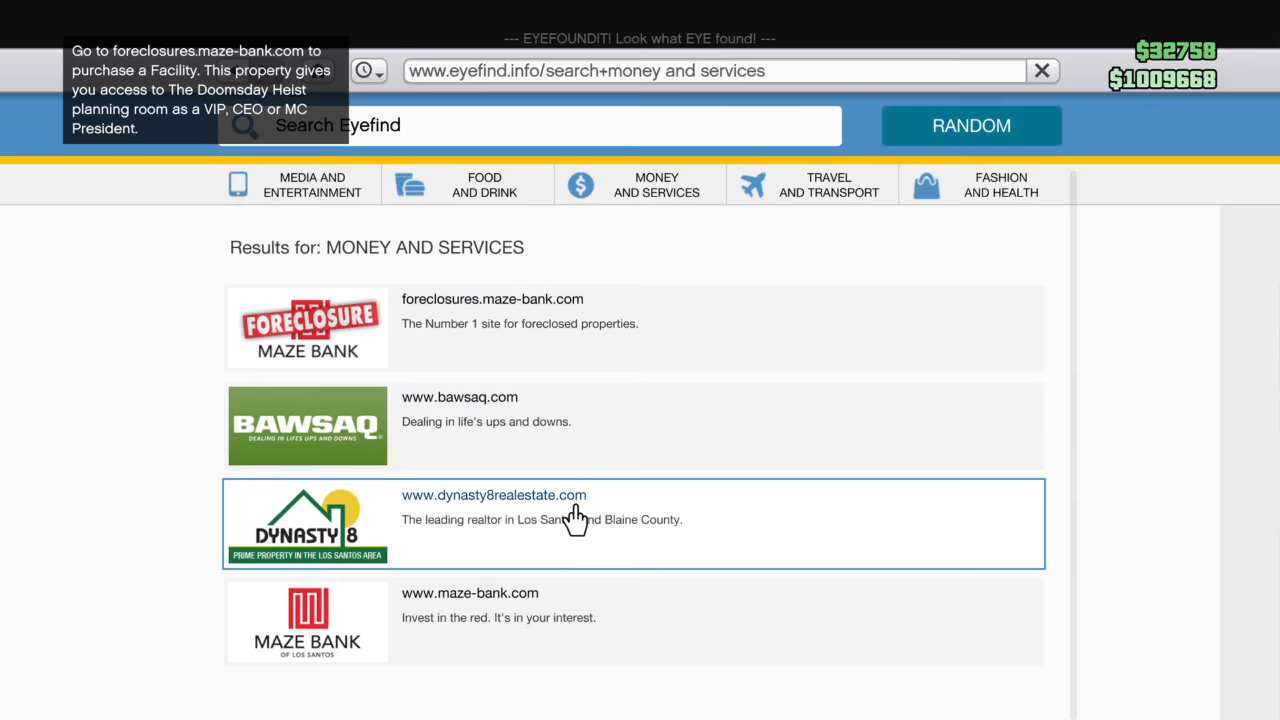 --- EYEFOUNDIT! Look what EYE found! ---
Go to foreclosures.maze-bank.com to
purchase a Facility. This property gives
you access to The Doomsday Heist
planning room as a VIP, CEO or MC
President.
www.eyefind.info/search+money and services
$32758
$1009668
Search Eyefind
RANDOM
MEDIA AND
ENTERTAINMENT
FOOD
AND DRINK
MONEY
AND SERVICES
TRAVEL
AND TRANSPORT
FASHION
AND HEALTH
Results for: MONEY AND SERVICES
FORECLOSURE
MAZE BANK
foreclosures.maze-bank.com
The Number 1 site for foreclosed properties.
BAWSAQ
DEALING IN LIFES UPS AND DOWNS
www.bawsaq.com
Dealing in life's ups and downs.
DYNASTY 8
PRIME PROPERTY IN THE LOS SANTOS AREA
www.dynasty8realestate.com
The leading realtor in Los Santos and Blaine County.
MAZE BANK
OF LOS SANTOS
www.maze-bank.com
Invest in the red. It's in your interest.